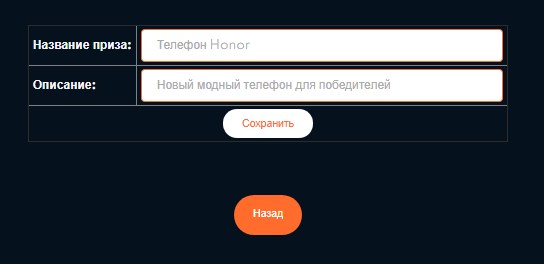 Название приза: Телефон Honor
Описание: Новый модный телефон для победителей
Сохранить
Назад